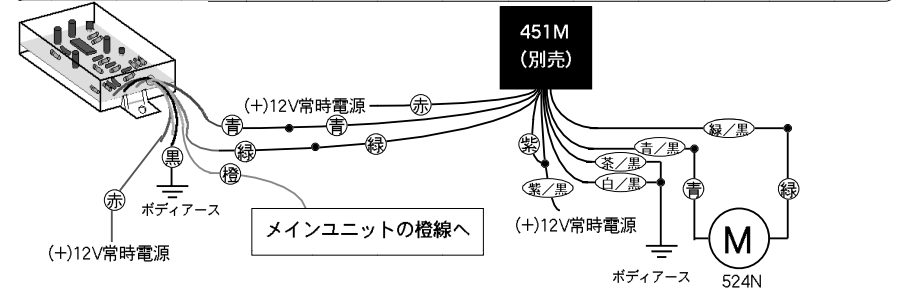 451M
(別売)
(+)12V常時電源
赤
青
青
緑
緑
黒
橙
赤
ボディアース
(+)12V常時電源
メインユニットの橙線へ
紫
紫/黒
(+)12V常時電源
緑/黒
青/黒
茶/黒
白/黒
青
緑
M
ボディアース
524N